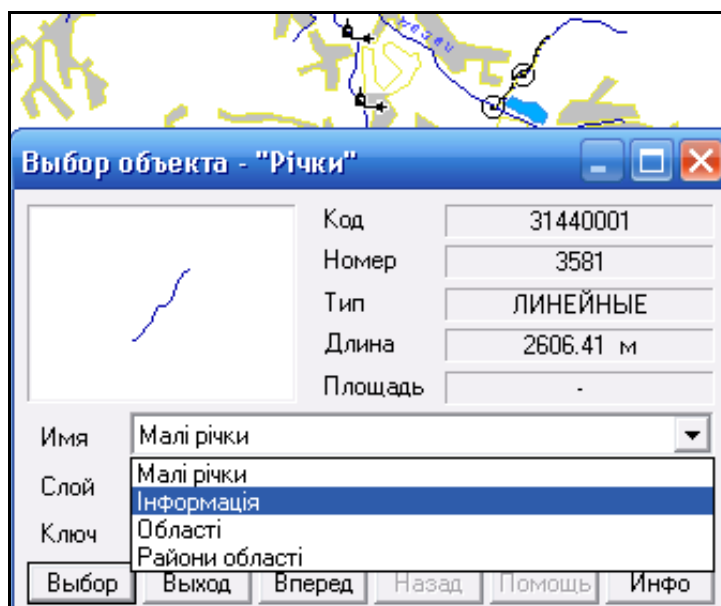 Выбор объекта - "Річки"
Код 31440001
Номер 3581
Тип ЛИНЕЙНЫЕ
Длина 2606.41 м
Площадь -
Имя Малі річки
Малі річки
Слой
Інформація
Ключ
Області
Райони області
Выбор Выход Вперед Назад Помощь Инфо